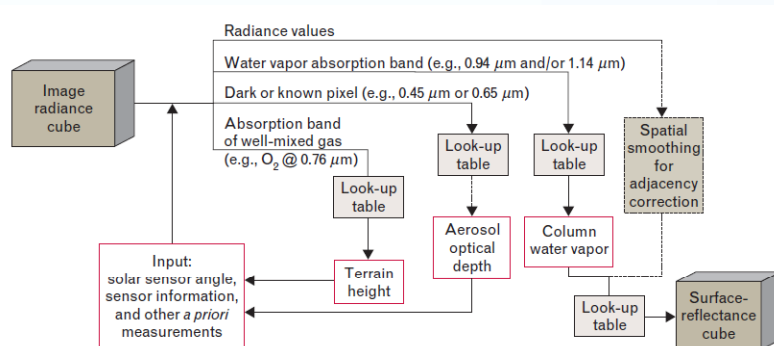 Radiance values
Water vapor absorption band (e.g., 0.94 μm and/or 1.14 μm)
Dark or known pixel (e.g., 0.45 μm or 0.65 μm)
Absorption band
of well-mixed gas
(e.g., O₂ @ 0.76 μm)
Image
radiance
cube
Look-up
table
Look-up
table
Look-up
table
Spatial
smoothing
for
adjacency
correction
Input:
solar sensor angle,
sensor information,
and other a priori
measurements
Terrain
height
Aerosol
optical
depth
Column
water vapor
Look-up
table
Surface-
reflectance
cube